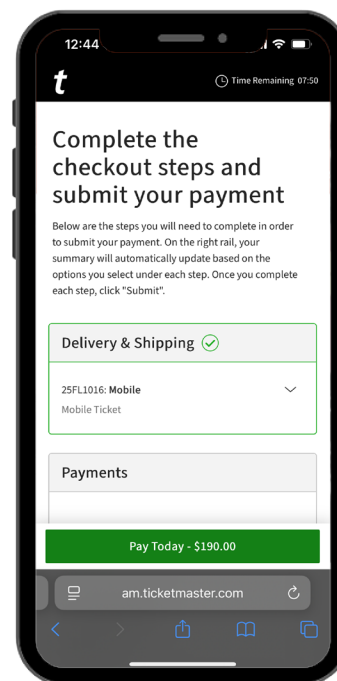 12:44
t
Time Remaining 07:50
Complete the
checkout steps and
submit your payment
Below are the steps you will need to complete in order
to submit your payment. On the right rail, your
summary will automatically update based on the
options you select under each step. Once you complete
each step, click "Submit".
Delivery & Shipping
25FL1016: Mobile
Mobile Ticket
Payments
Pay Today - $190.00
am.ticketmaster.com